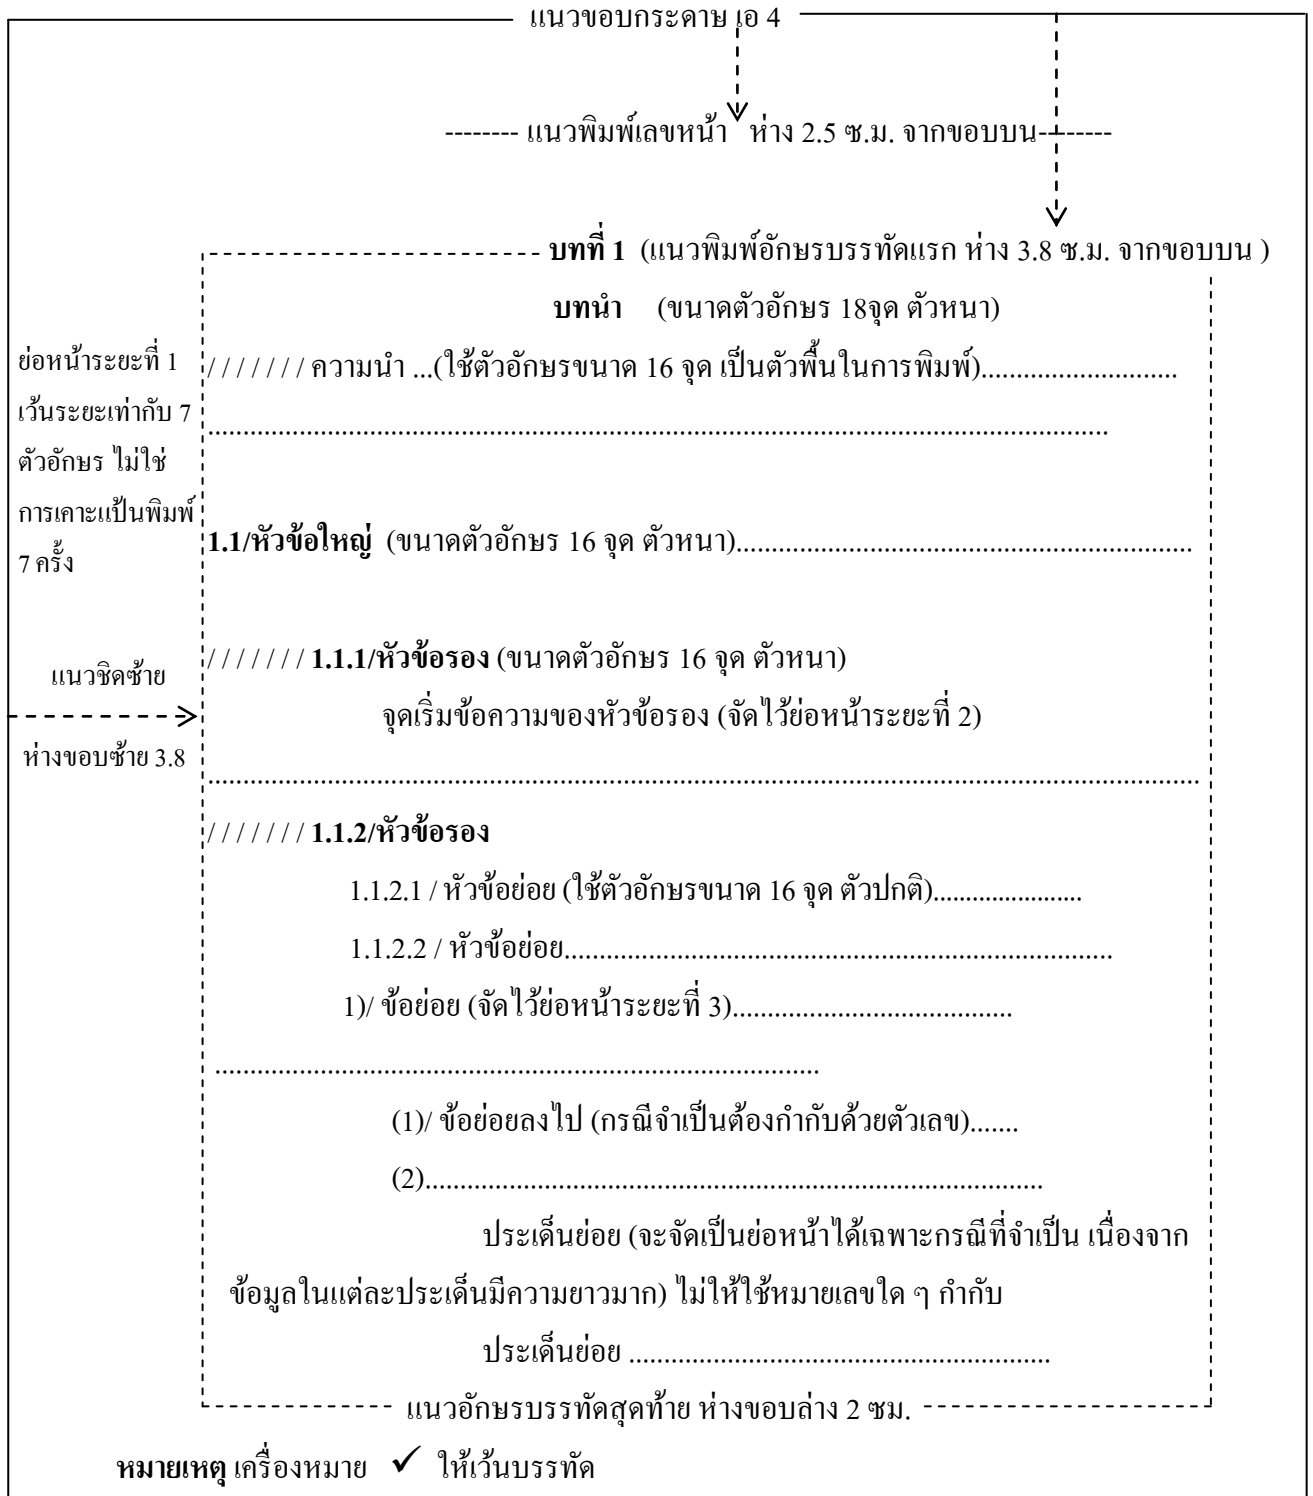 แนวขอบกระดาษ เอ 4
-------- แนวพิมพ์เลขหน้า ห่าง 2.5 ซ.ม. จากขอบบน--------
บทที่ 1 (แนวพิมพ์อักษรบรรทัดแรก ห่าง 3.8 ซ.ม. จากขอบบน )
บทนำ (ขนาดตัวอักษร 18จุด ตัวหนา)
ย่อหน้าระยะที่ 1
เว้นระยะเท่ากับ 7
ตัวอักษร ไม่ใช่
การเคาะแป้นพิมพ์
7 ครั้ง
/ / / / / / / ความนำ ...(ใช้ตัวอักษรขนาด 16 จุด เป็นตัวพื้นในการพิมพ์)............................
.................................................................................................................................
1.1/หัวข้อใหญ่ (ขนาดตัวอักษร 16 จุด ตัวหนา).................................................................
/ / / / / / / 1.1.1/หัวข้อรอง (ขนาดตัวอักษร 16 จุด ตัวหนา)
แนวชิดซ้าย
ห่างขอบซ้าย 3.8
จุดเริ่มข้อความของหัวข้อรอง (จัดไว้ย่อหน้าระยะที่ 2)
..............................................................................................................................................
/ / / / / / / 1.1.2/หัวข้อรอง
1.1.2.1 / หัวข้อย่อย (ใช้ตัวอักษรขนาด 16 จุด ตัวปกติ).......................
1.1.2.2 / หัวข้อย่อย..............................................................................
1)/ ข้อย่อย (จัดไว้ย่อหน้าระยะที่ 3)........................................
......................................................................................
(1)/ ข้อย่อยลงไป (กรณีจำเป็นต้องกำกับด้วยตัวเลข).......
(2)........................................................................................
ประเด็นย่อย (จะจัดเป็นย่อหน้าได้เฉพาะกรณีที่จำเป็น เนื่องจาก
ข้อมูลในแต่ละประเด็นมีความยาวมาก) ไม่ให้ใช้หมายเลขใด ๆ กำกับ
ประเด็นย่อย ............................................................
แนวอักษรบรรทัดสุดท้าย ห่างขอบล่าง 2 ซม.
หมายเหตุ เครื่องหมาย ✓ ให้เว้นบรรทัด